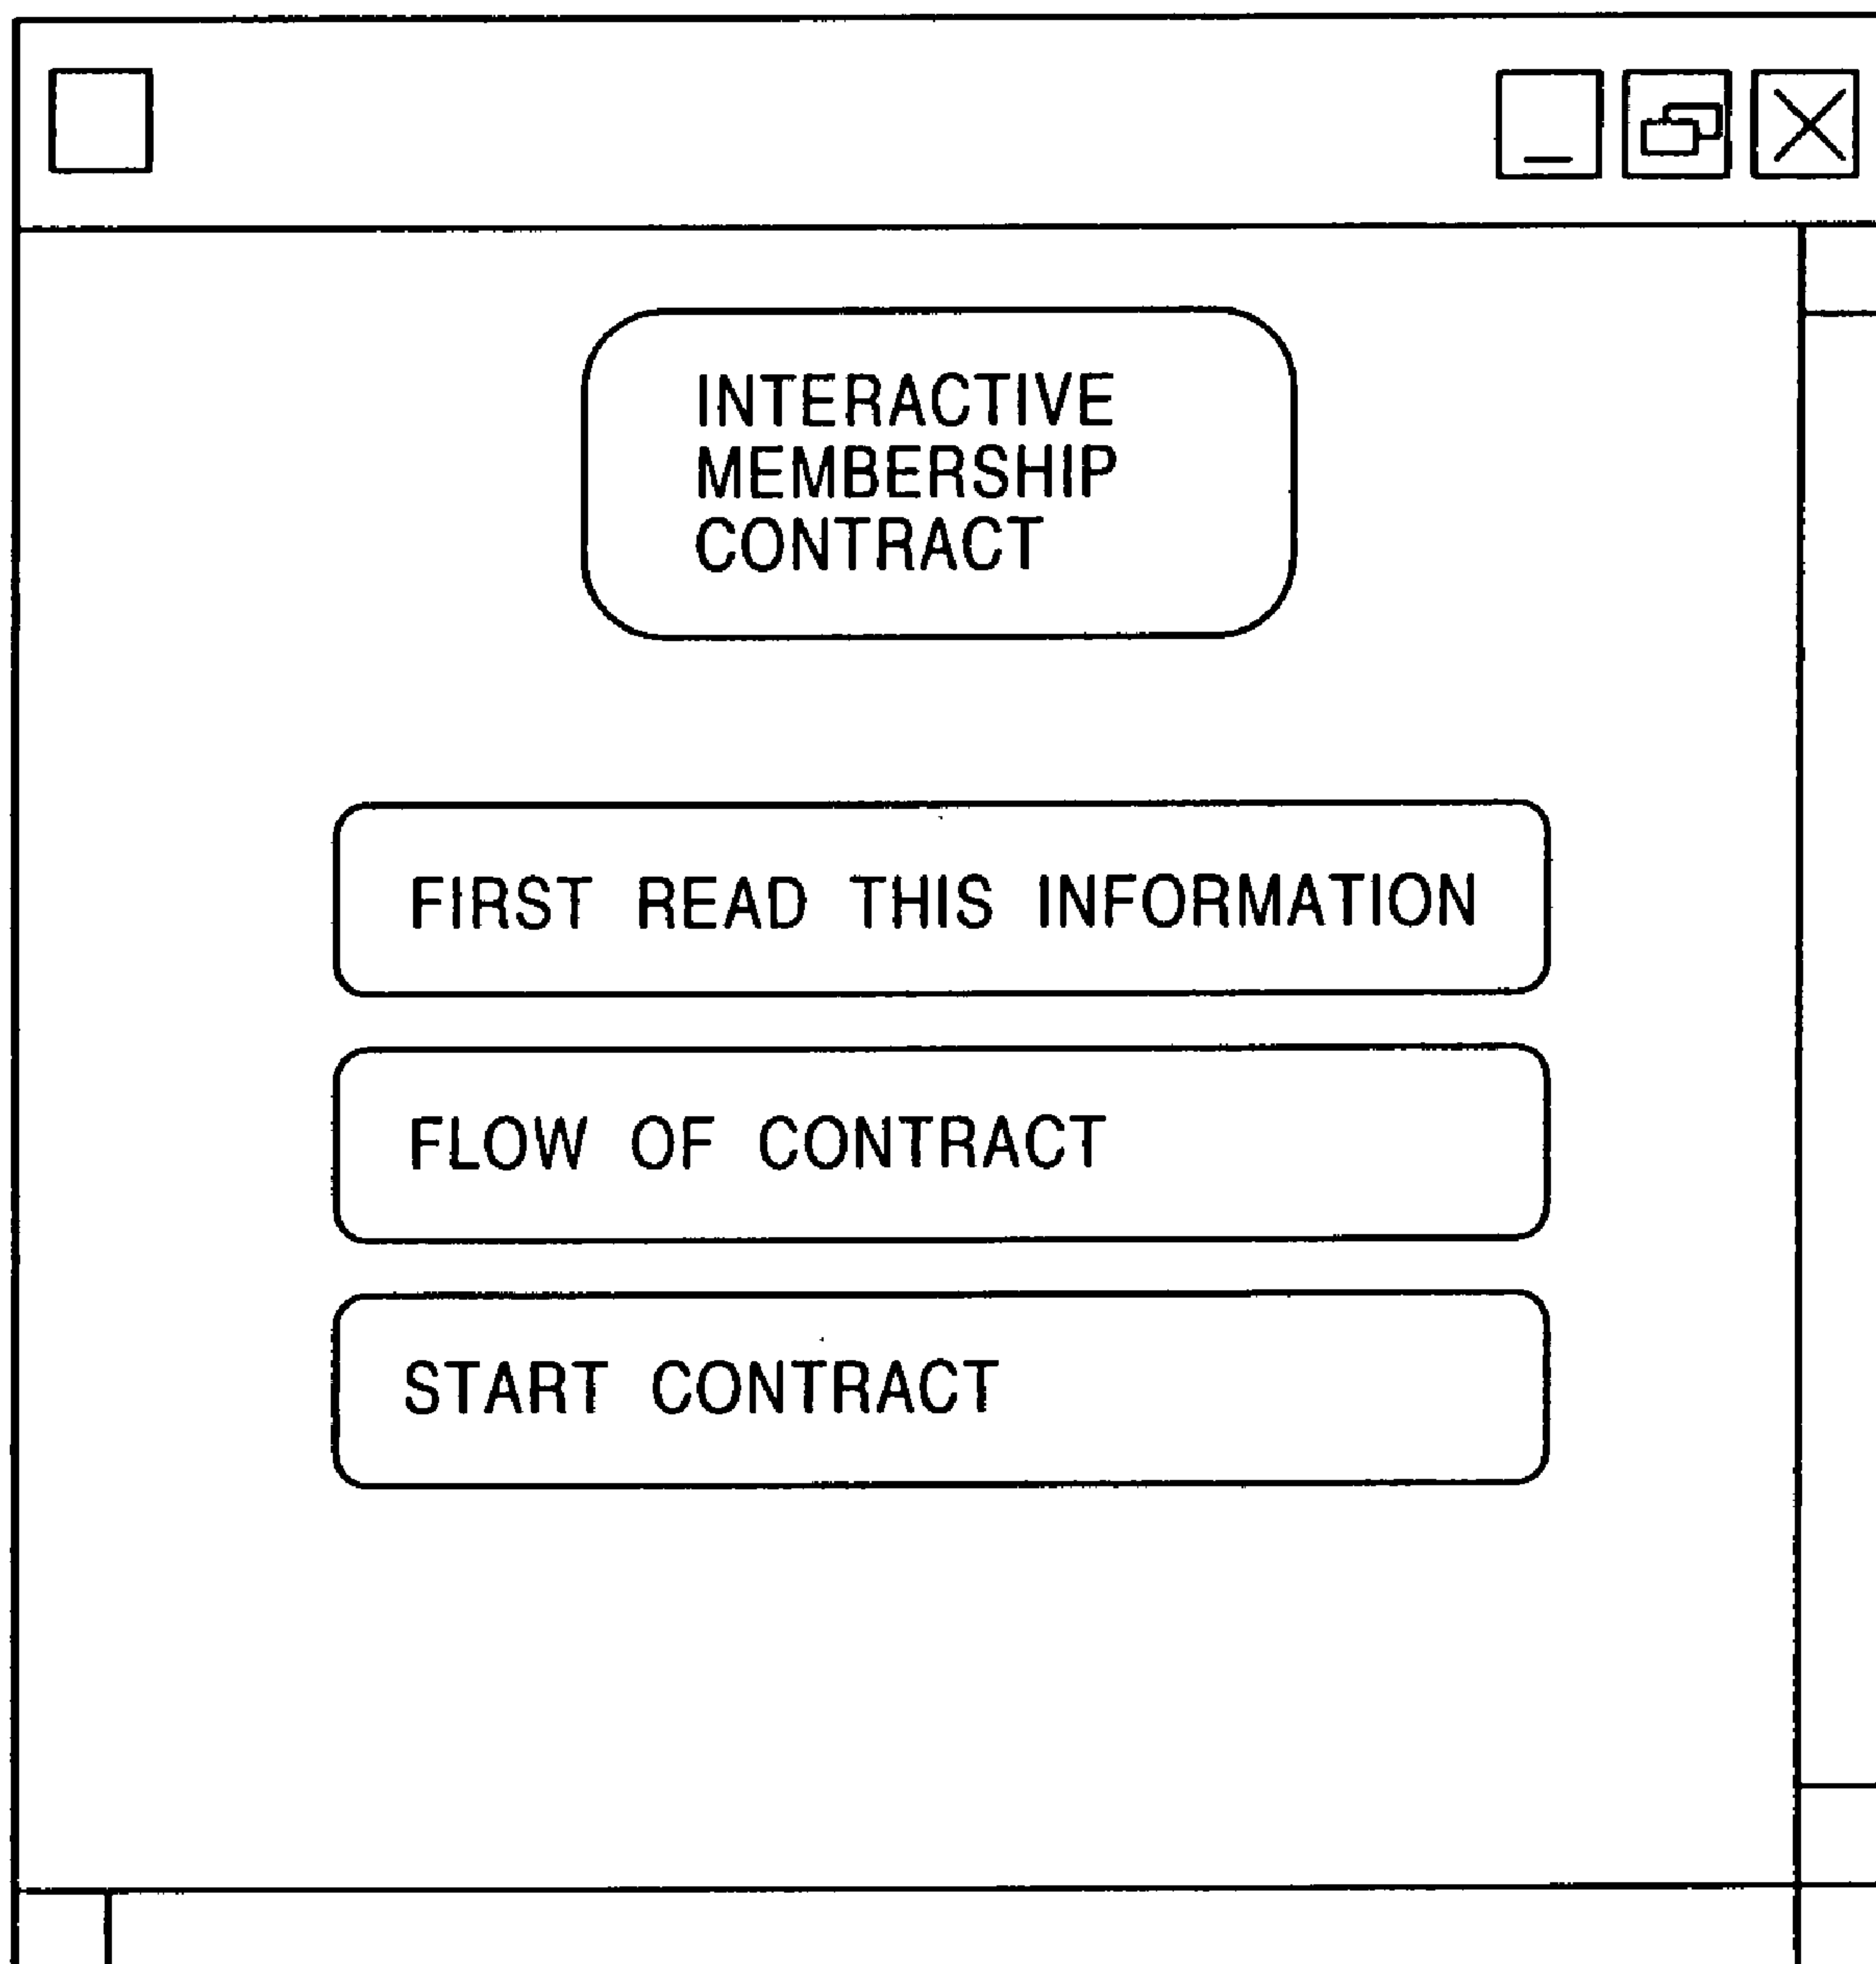 INTERACTIVE
MEMBERSHIP
CONTRACT
FIRST READ THIS INFORMATION
FLOW OF CONTRACT
START CONTRACT